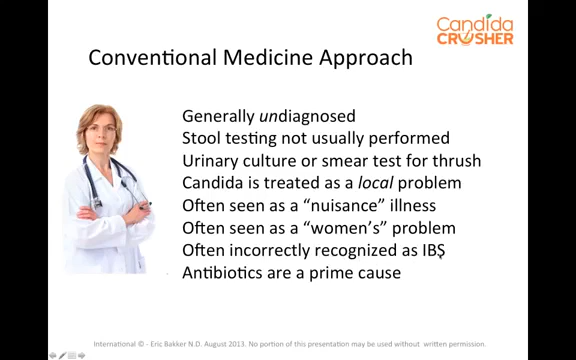 Candida
CRUSHER
Conventional Medicine Approach
Generally undiagnosed
Stool testing not usually performed
Urinary culture or smear test for thrush
Candida is treated as a local problem
Often seen as a “nuisance” illness
Often seen as a “women’s” problem
Often incorrectly recognized as IBS
Antibiotics are a prime cause
International © - Eric Bakker N.D. August 2013. No portion of this presentation may be used without written permission.